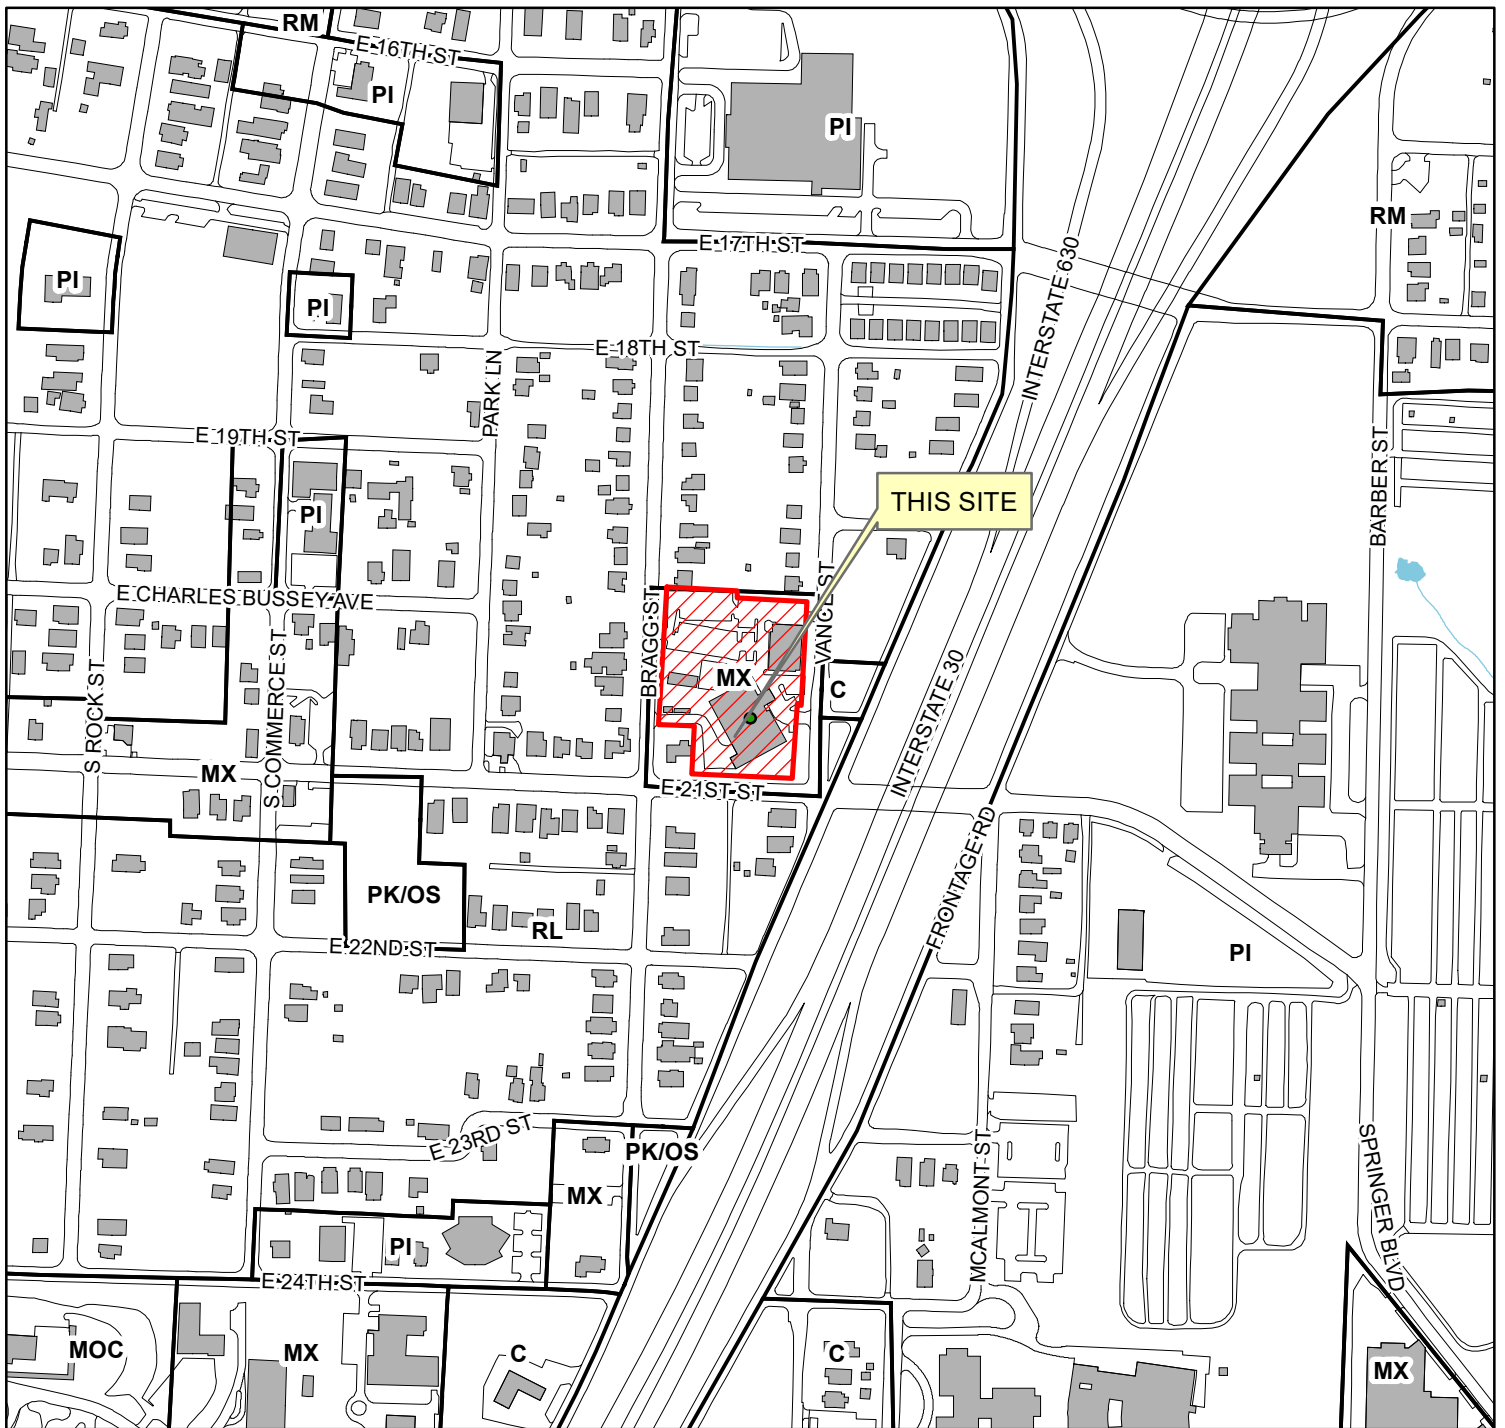 RM
E 16TH ST
PI
PI
RM
E 17TH ST
PI
PI
INTERSTATE 630
E 18TH ST
PARK LN
E 19TH ST
BARBER ST
THIS SITE
PI
E CHARLES BUSSEY AVE
BRAGG ST
VANCE ST
S ROCK ST
S COMMERCE ST
MX
C
INTERSTATE 30
MX
E 21ST ST
FRONTAGE RD
PK/OS
RL
E 22ND ST
PI
E 23RD ST
PK/OS
MX
MCALMONT ST
SPRINGER BLVD
PI
E 24TH ST
MOC
MX
C
C
MX